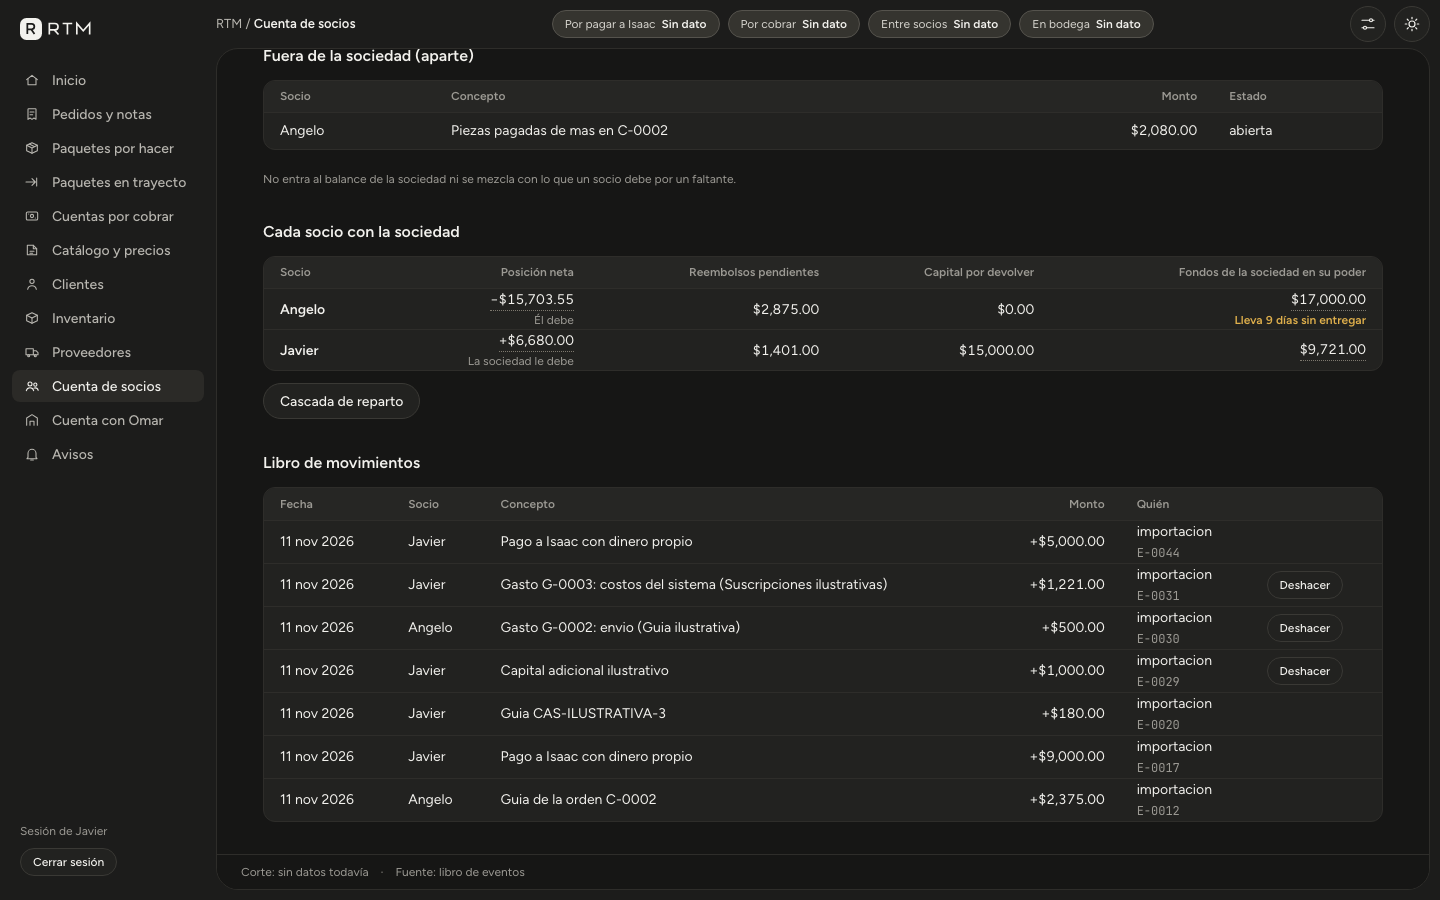 R RTM
RTM / Cuenta de socios
Por pagar a Isaac Sin dato
Por cobrar Sin dato
Entre socios Sin dato
En bodega Sin dato
Inicio
Pedidos y notas
Paquetes por hacer
Paquetes en trayecto
Cuentas por cobrar
Catálogo y precios
Clientes
Inventario
Proveedores
Cuenta de socios
Cuenta con Omar
Avisos
Sesión de Javier
Cerrar sesión
Fuera de la sociedad (aparte)
Socio Concepto Monto Estado
Angelo Piezas pagadas de mas en C-0002 $2,080.00 abierta
No entra al balance de la sociedad ni se mezcla con lo que un socio debe por un faltante.
Cada socio con la sociedad
Socio Posición neta Reembolsos pendientes Capital por devolver Fondos de la sociedad en su poder
Angelo −$15,703.55 $2,875.00 $0.00 $17,000.00
Él debe Lleva 9 días sin entregar
Javier +$6,680.00 $1,401.00 $15,000.00 $9,721.00
La sociedad le debe
Cascada de reparto
Libro de movimientos
Fecha Socio Concepto Monto Quién
11 nov 2026 Javier Pago a Isaac con dinero propio +$5,000.00 importacion
E-0044
11 nov 2026 Javier Gasto G-0003: costos del sistema (Suscripciones ilustrativas) +$1,221.00 importacion Deshacer
E-0031
11 nov 2026 Angelo Gasto G-0002: envio (Guia ilustrativa) +$500.00 importacion Deshacer
E-0030
11 nov 2026 Javier Capital adicional ilustrativo +$1,000.00 importacion Deshacer
E-0029
11 nov 2026 Javier Guia CAS-ILUSTRATIVA-3 +$180.00 importacion
E-0020
11 nov 2026 Javier Pago a Isaac con dinero propio +$9,000.00 importacion
E-0017
11 nov 2026 Angelo Guia de la orden C-0002 +$2,375.00 importacion
E-0012
Corte: sin datos todavía · Fuente: libro de eventos